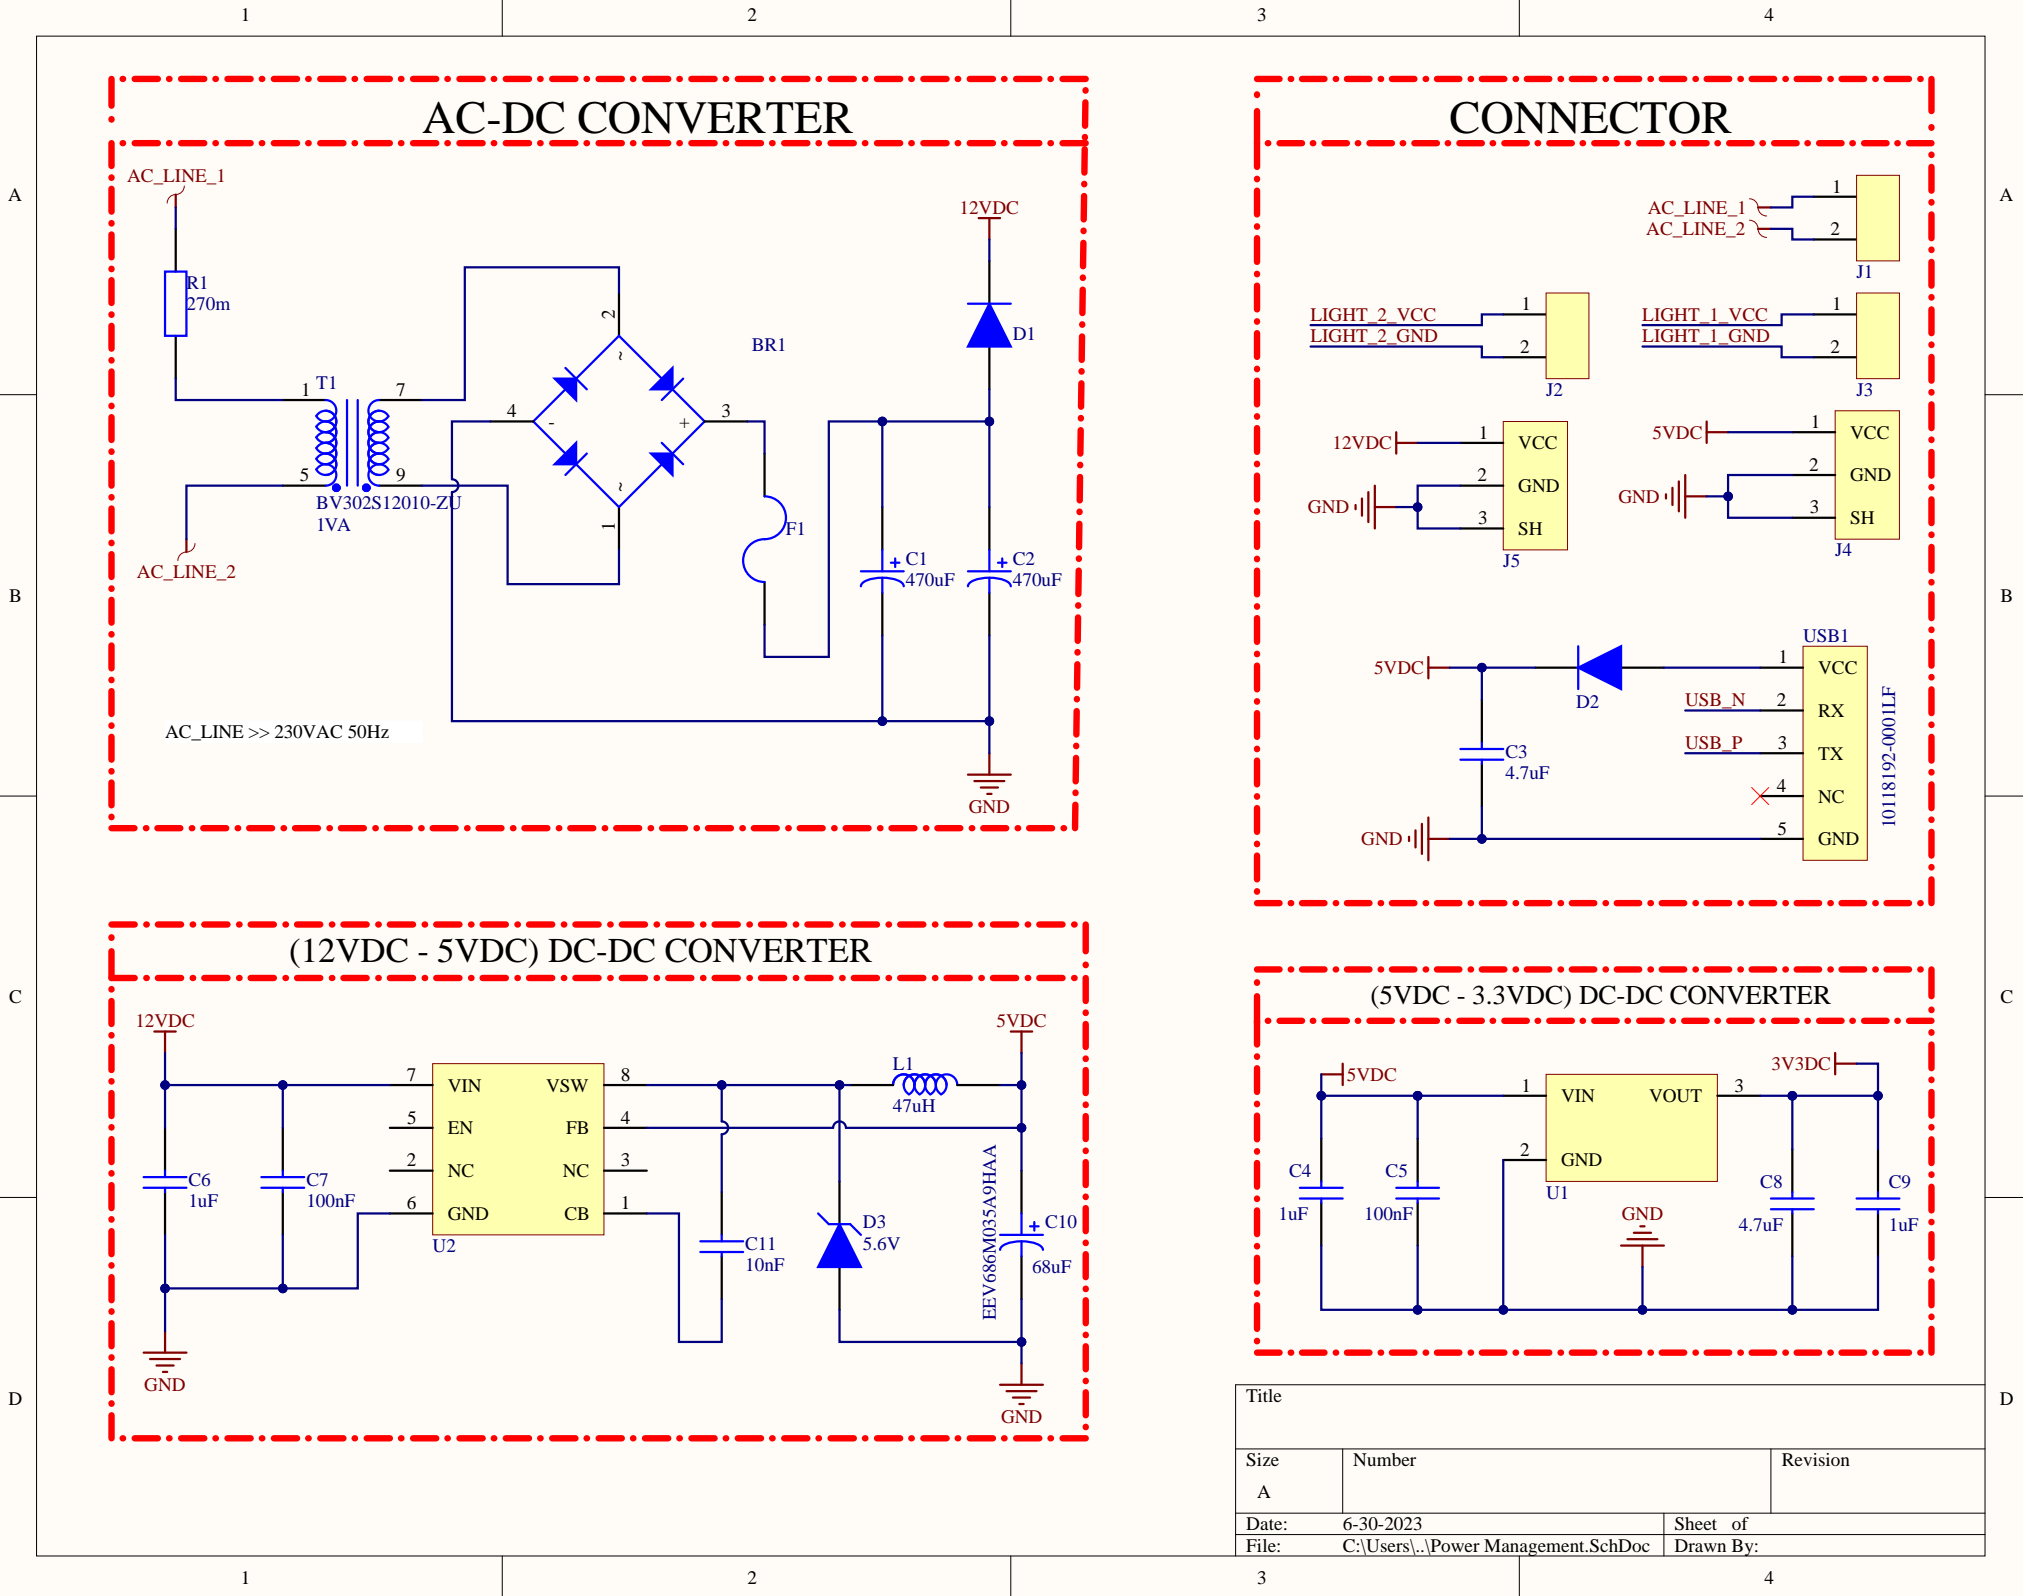 1 2 3 4
A A
B B
C C
D D
AC-DC CONVERTER
AC_LINE_1
R1
270m
T1
1
5
7
9
BV302S12010-ZU
1VA
AC_LINE_2
2
~
BR1
4
-
+
3
~
1
F1
12VDC
D1
+
C1
470uF
+
C2
470uF
AC_LINE >> 230VAC 50Hz
GND
CONNECTOR
AC_LINE_1
AC_LINE_2
1
2
J1
LIGHT_2_VCC
LIGHT_2_GND
1
2
J2
LIGHT_1_VCC
LIGHT_1_GND
1
2
J3
12VDC
GND
1 VCC
2 GND
3 SH
J5
5VDC
GND
1 VCC
2 GND
3 SH
J4
USB1
5VDC
D2
1 VCC
USB_N 2 RX
USB_P 3 TX
4 NC
5 GND
C3
4.7uF
GND
10118192-0001LF
(12VDC - 5VDC) DC-DC CONVERTER
12VDC
C6
1uF
C7
100nF
GND
7 VIN VSW 8
5 EN FB 4
2 NC NC 3
6 GND CB 1
U2
C11
10nF
L1
47uH
D3
5.6V
5VDC
EEV686M035A9HAA
+
C10
68uF
GND
(5VDC - 3.3VDC) DC-DC CONVERTER
5VDC
3V3DC
1 VIN VOUT 3
2 GND
U1
C4
1uF
C5
100nF
GND
C8
4.7uF
C9
1uF
Title
Size Number Revision
A
Date: 6-30-2023 Sheet of
File: C:\Users\..\Power Management.SchDoc Drawn By:
1 2 3 4